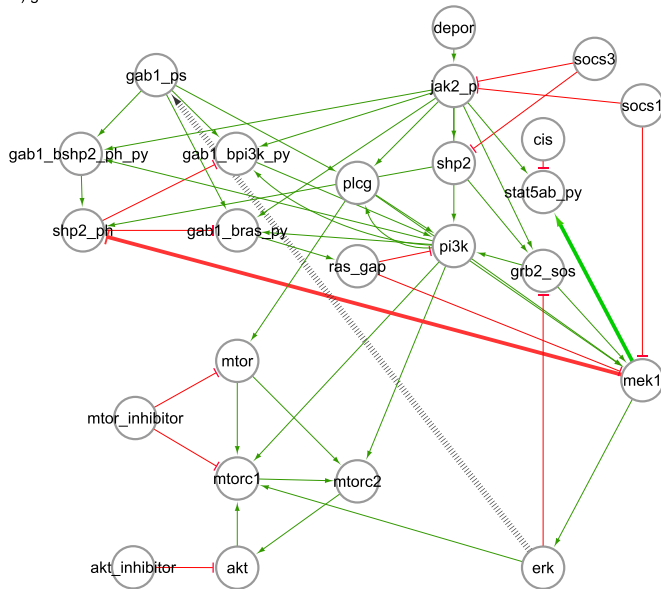 depor
socs3
gab1_ps
jak2_p
socs1
cis
gab1_bshp2_ph_py
gab1_bpi3k_py
shp2
plcg
stat5ab_py
shp2_ph
gab1_bras_py
pi3k
ras_gap
grb2_sos
mtor
mek1
mtor_inhibitor
mtorc1
mtorc2
akt_inhibitor
akt
erk